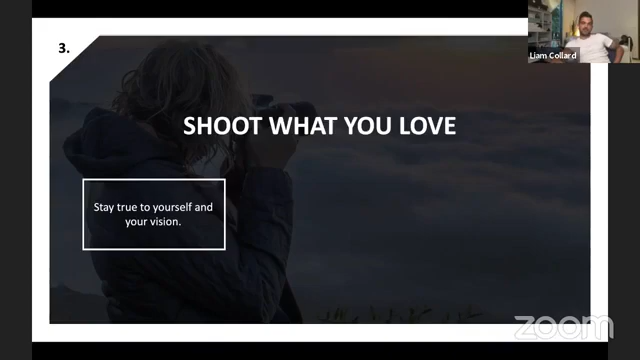 3.
Liam Collard
SHOOT WHAT YOU LOVE
Stay true to yourself and
your vision.
zoom